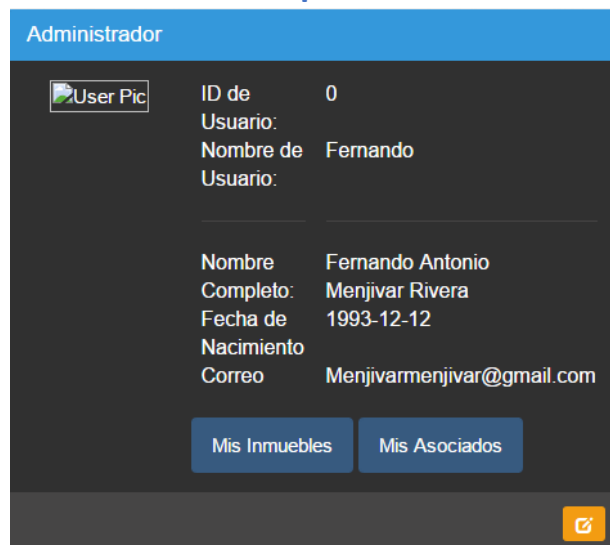 Administrador
User Pic
ID de 0
Usuario:
Nombre de Fernando
Usuario:
Nombre Fernando Antonio
Completo: Menjivar Rivera
Fecha de 1993-12-12
Nacimiento
Correo Menjivarmenjivar@gmail.com
Mis Inmuebles Mis Asociados